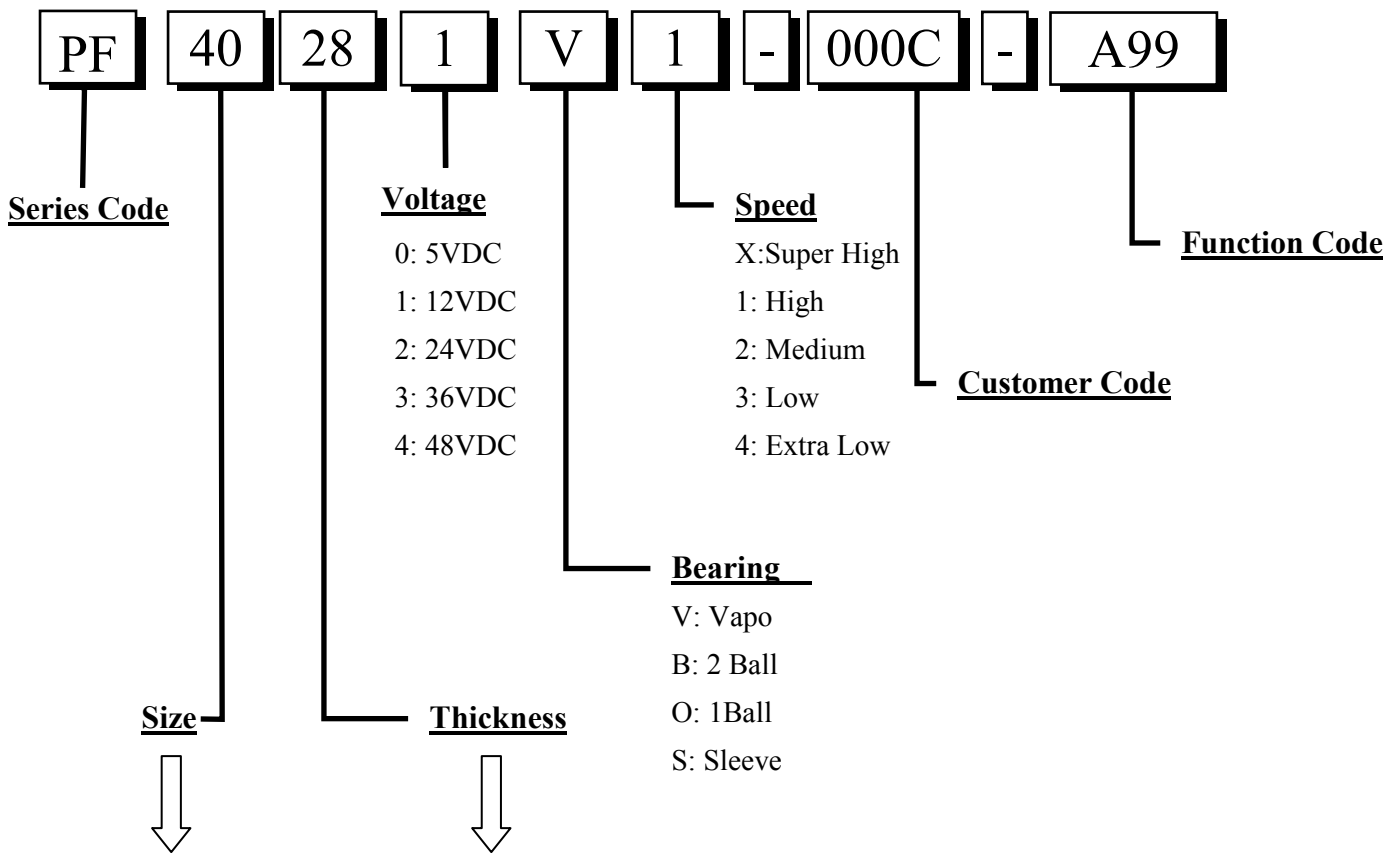 PF 40 28 1 V 1 - 000C - A99
Series Code
Voltage
0: 5VDC
1: 12VDC
2: 24VDC
3: 36VDC
4: 48VDC
Speed
X:Super High
1: High
2: Medium
3: Low
4: Extra Low
Function Code
Customer Code
Bearing
V: Vapo
B: 2 Ball
O: 1Ball
S: Sleeve
Size
Thickness